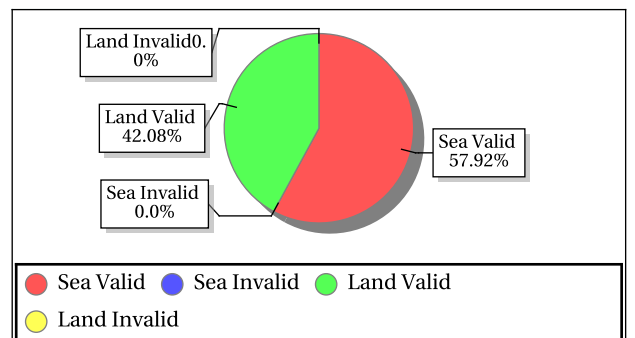 Land Invalid0.
0%
Land Valid
42.08%
Sea Valid
57.92%
Sea Invalid
0.0%
Sea Valid Sea Invalid Land Valid
Land Invalid